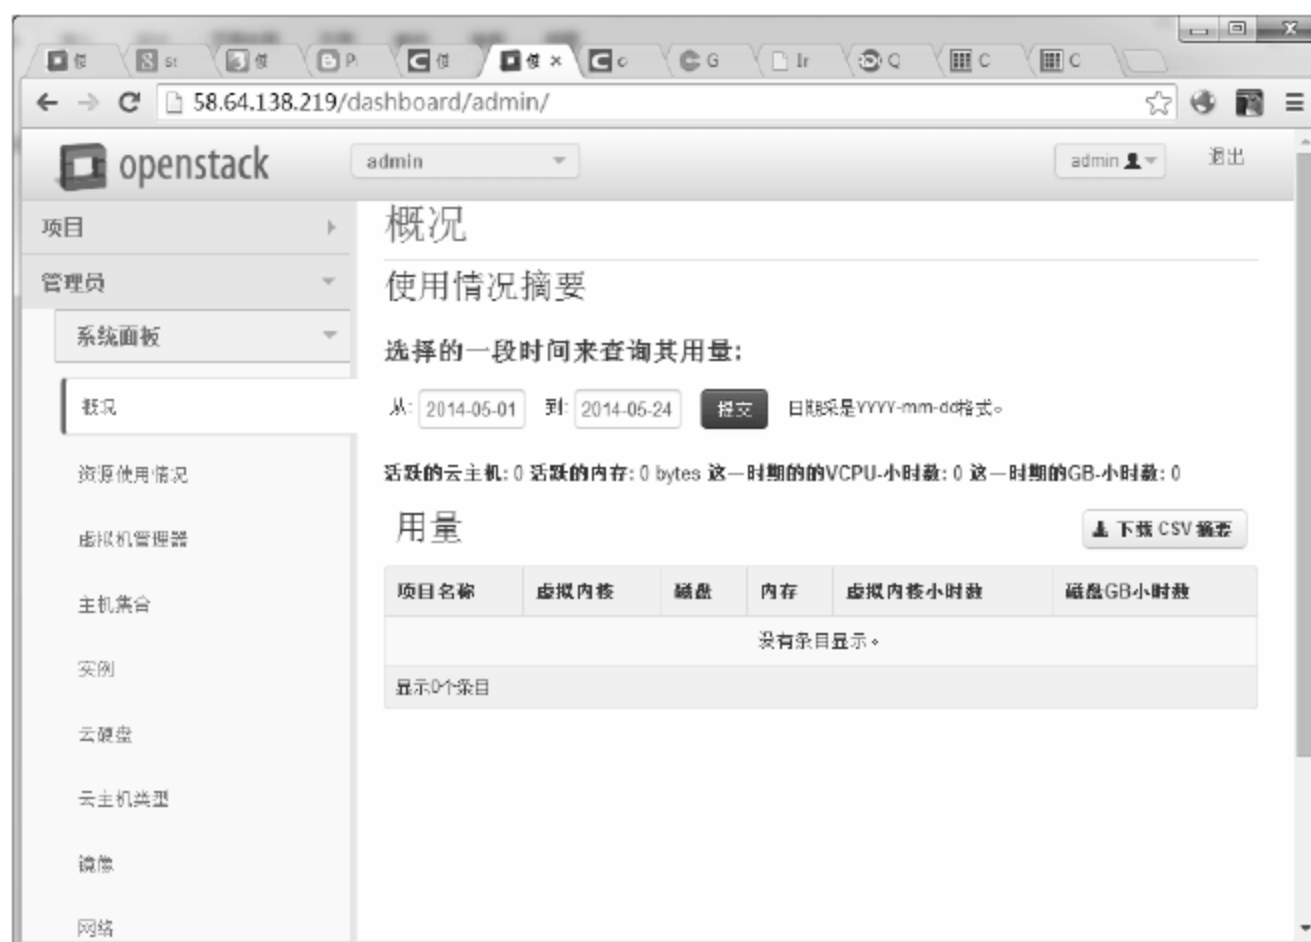 58.64.138.219/dashboard/admin/
openstack
admin
admin
退出
项目
管理员
系统面板
概况
资源使用情况
虚拟机管理器
主机集合
实例
云硬盘
云主机类型
镜像
网络
概况
使用情况摘要
选择的一段时间来查询其用量:
从: 2014-05-01 到: 2014-05-24 提交 日期采是YYYY-mm-dd格式。
活跃的云主机: 0 活跃的内存: 0 bytes 这一时期的的VCPU-小时数: 0 这一时期的GB-小时数: 0
用量
下载 CSV 摘要
项目名称 虚拟内核 磁盘 内存 虚拟内核小时数 磁盘GB小时数
没有条目显示。
显示0个条目